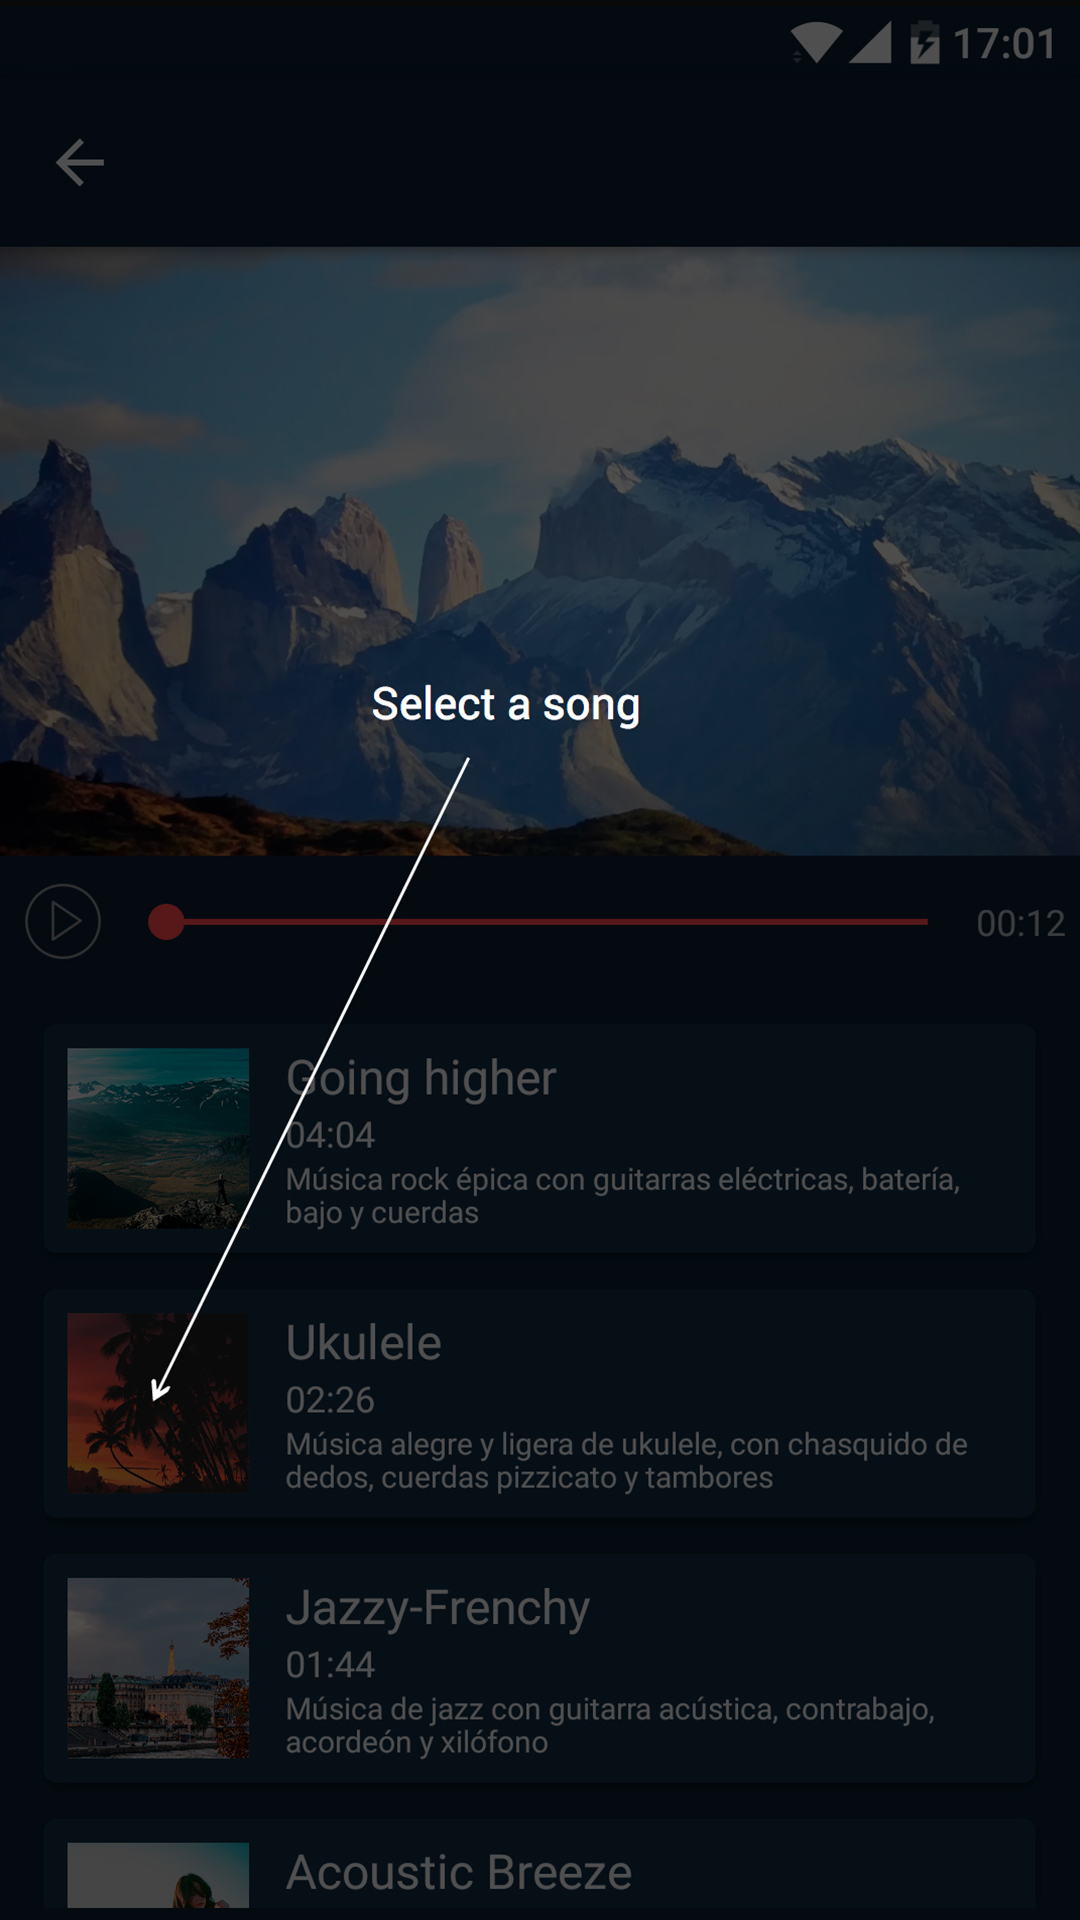 17:01
Select a song
00:12
Going higher
04:04
Música rock épica con guitarras eléctricas, batería,
bajo y cuerdas
Ukulele
02:26
Música alegre y ligera de ukulele, con chasquido de
dedos, cuerdas pizzicato y tambores
Jazzy-Frenchy
01:44
Música de jazz con guitarra acústica, contrabajo,
acordeón y xilófono
Acoustic Breeze